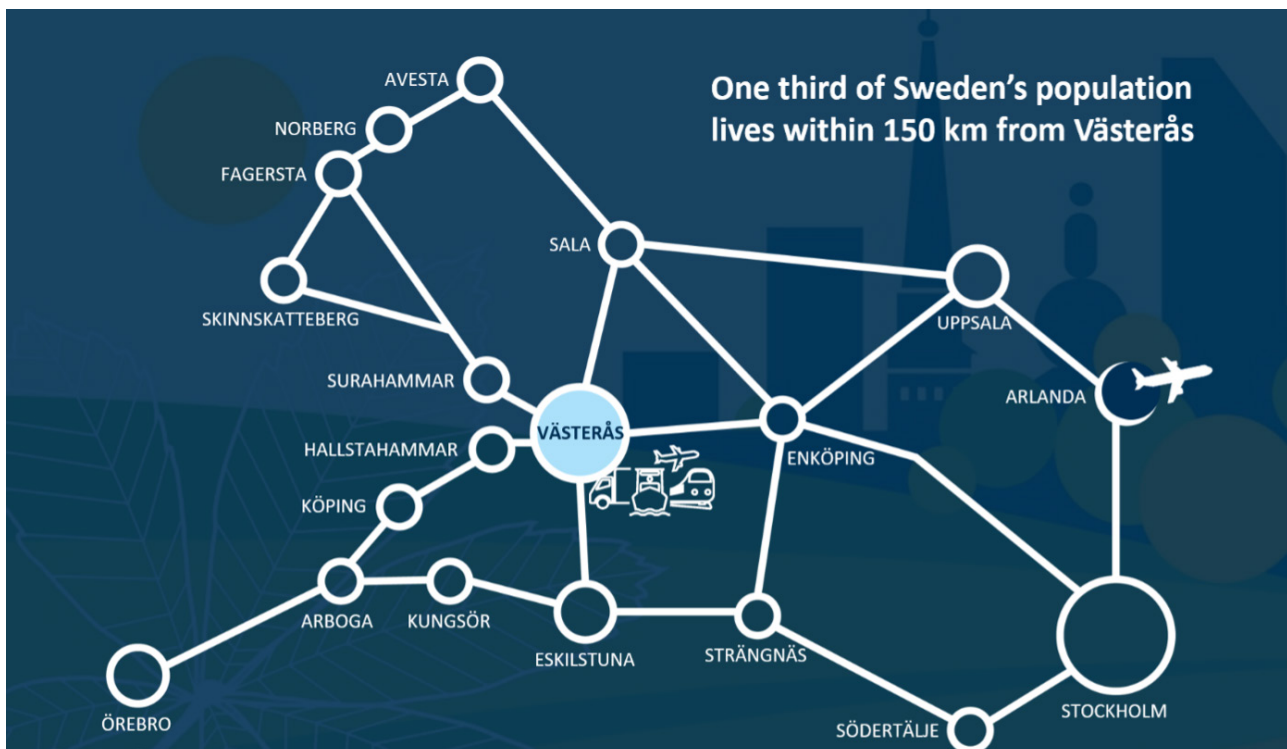 One third of Sweden's population
lives within 150 km from Västerås
AVESTA
NORBERG
FAGERSTA
SALA
SKINNSKATTEBERG
UPPSALA
SURAHAMMAR
ARLANDA
VÄSTERÅS
HALLSTAHAMMAR
ENKÖPING
KÖPING
ARBOGA
KUNGSÖR
ESKILSTUNA
STRÄNGNÄS
ÖREBRO
STOCKHOLM
SÖDERTÄLJE